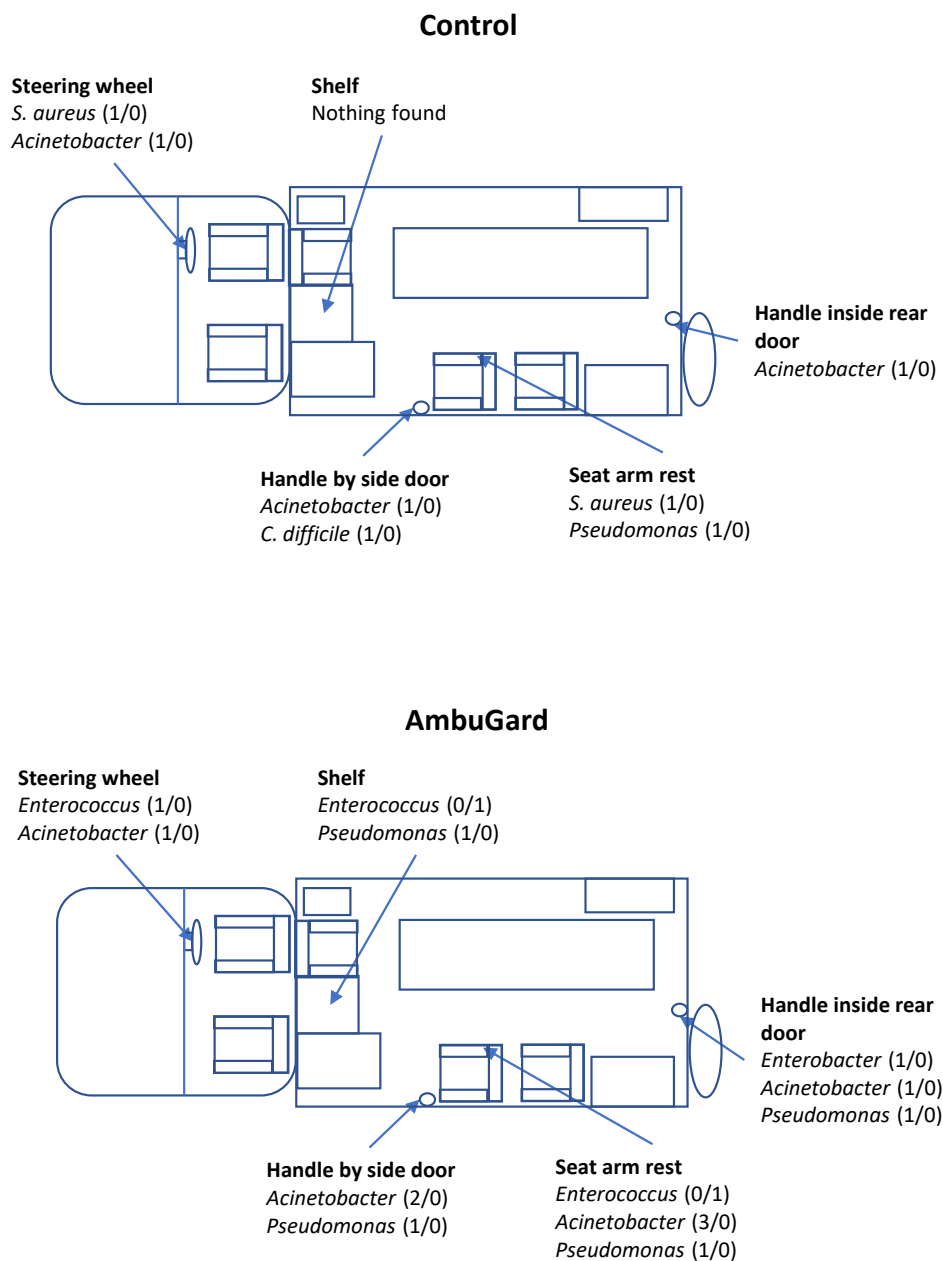 Control
Steering wheel
S. aureus (1/0)
Acinetobacter (1/0)
Shelf
Nothing found
Handle inside rear
door
Acinetobacter (1/0)
Handle by side door
Acinetobacter (1/0)
C. difficile (1/0)
Seat arm rest
S. aureus (1/0)
Pseudomonas (1/0)
AmbuGard
Steering wheel
Enterococcus (1/0)
Acinetobacter (1/0)
Shelf
Enterococcus (0/1)
Pseudomonas (1/0)
Handle inside rear
door
Enterobacter (1/0)
Acinetobacter (1/0)
Pseudomonas (1/0)
Handle by side door
Acinetobacter (2/0)
Pseudomonas (1/0)
Seat arm rest
Enterococcus (0/1)
Acinetobacter (3/0)
Pseudomonas (1/0)